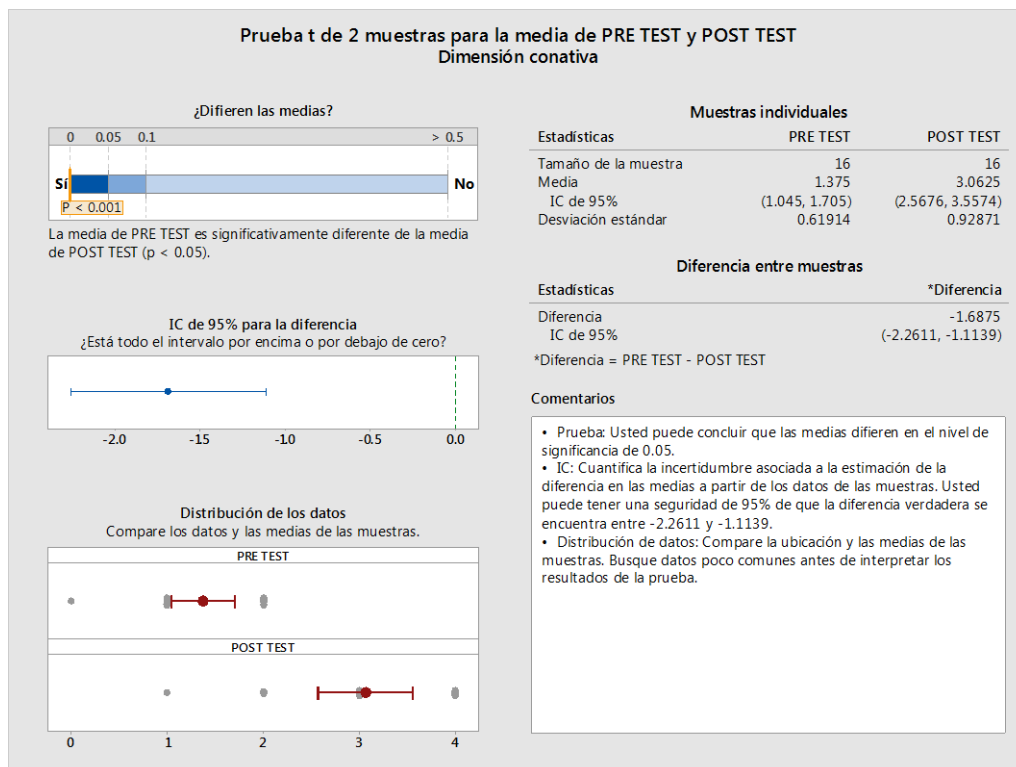 Prueba t de 2 muestras para la media de PRE TEST y POST TEST
Dimensión conativa
¿Difieren las medias?
0 0.05 0.1 > 0.5
Sí No
P < 0.001
La media de PRE TEST es significativamente diferente de la media
de POST TEST (p < 0.05).
IC de 95% para la diferencia
¿Está todo el intervalo por encima o por debajo de cero?
-2.0 -1.5 -1.0 -0.5 0.0
Distribución de los datos
Compare los datos y las medias de las muestras.
PRE TEST
POST TEST
0 1 2 3 4
Muestras individuales
Estadísticas PRE TEST POST TEST
Tamaño de la muestra 16 16
Media 1.375 3.0625
IC de 95% (1.045, 1.705) (2.5676, 3.5574)
Desviación estándar 0.61914 0.92871
Diferencia entre muestras
Estadísticas *Diferencia
Diferencia -1.6875
IC de 95% (-2.2611, -1.1139)
*Diferencia = PRE TEST - POST TEST
Comentarios
• Prueba: Usted puede concluir que las medias difieren en el nivel de
significancia de 0.05.
• IC: Cuantifica la incertidumbre asociada a la estimación de la
diferencia en las medias a partir de los datos de las muestras. Usted
puede tener una seguridad de 95% de que la diferencia verdadera se
encuentra entre -2.2611 y -1.1139.
• Distribución de datos: Compare la ubicación y las medias de las
muestras. Busque datos poco comunes antes de interpretar los
resultados de la prueba.